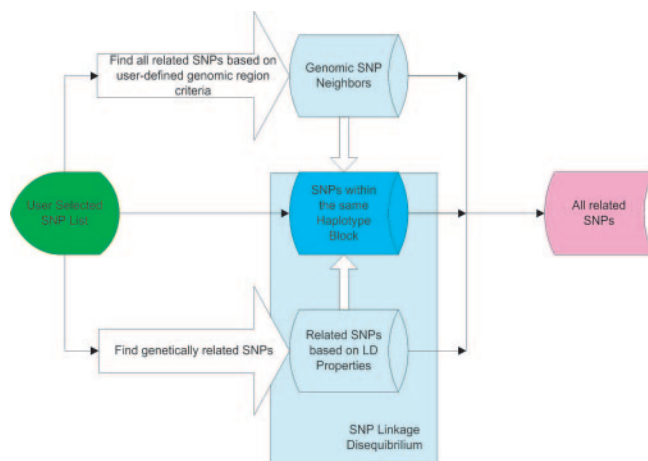 Find all related SNPs based on
user-defined genomic region
criteria
Genomic SNP
Neighbors
User Selected
SNP List
SNPs within
the same
Haplotype
Block
All related
SNPs
Find genetically related SNPs
Related SNPs
based on LD
Properties
SNP Linkage
Disequibrilium